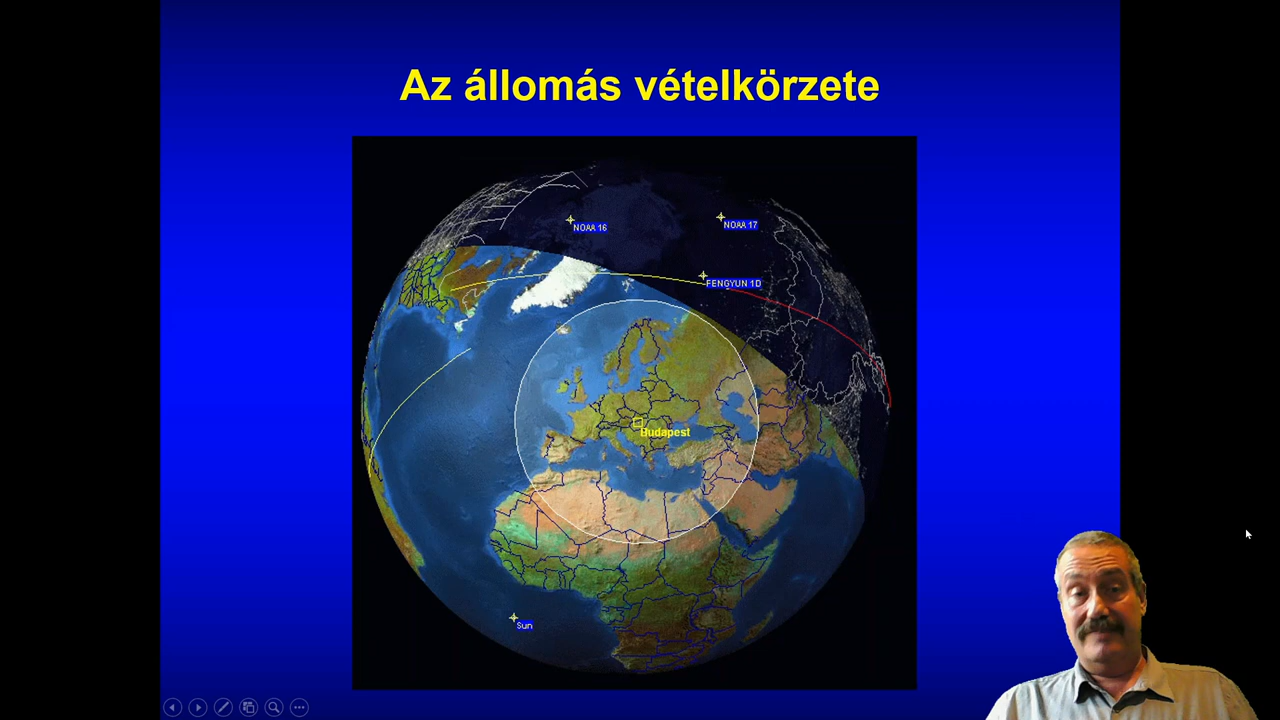 Az állomás vételkörzete
NOAA 16
NOAA 17
FENGYUN 1D
Budapest
Sun